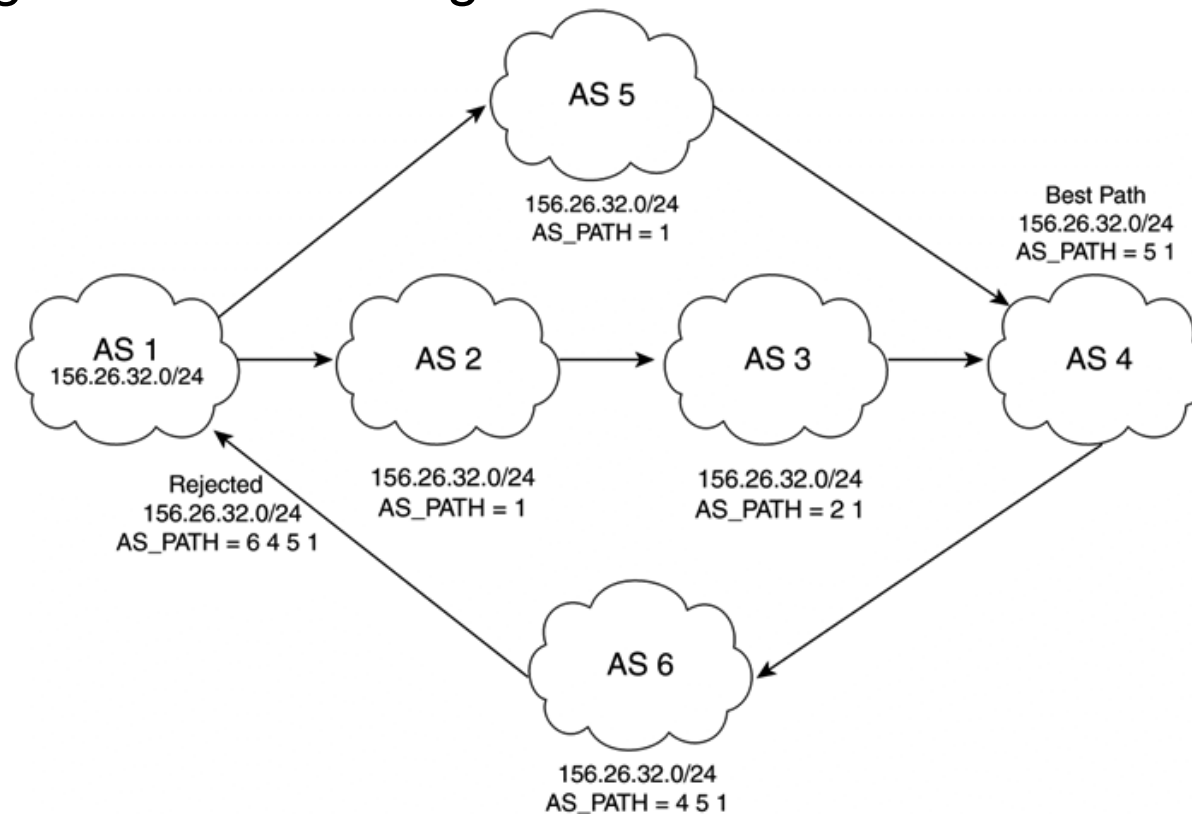 AS 5
156.26.32.0/24
AS_PATH = 1
Best Path
156.26.32.0/24
AS_PATH = 5 1
AS 1
156.26.32.0/24
AS 2
AS 3
AS 4
156.26.32.0/24
AS_PATH = 1
156.26.32.0/24
AS_PATH = 2 1
Rejected
156.26.32.0/24
AS_PATH = 6 4 5 1
AS 6
156.26.32.0/24
AS_PATH = 4 5 1